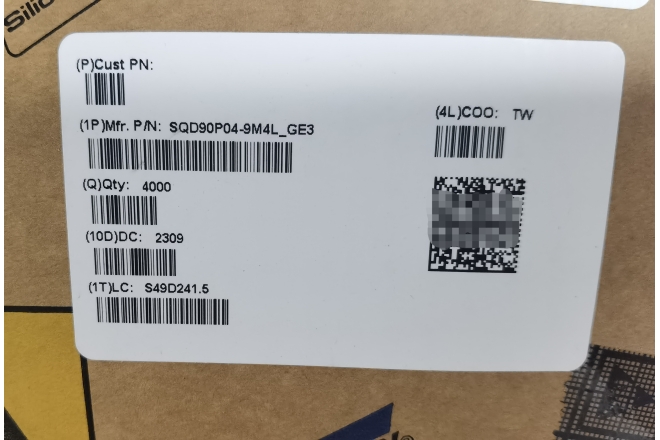 (P)Cust PN:
(1P)Mfr. P/N: SQD90P04-9M4L_GE3
(4L)COO: TW
(Q)Qty: 4000
(10D)DC: 2309
(1T)LC: S49D241.5